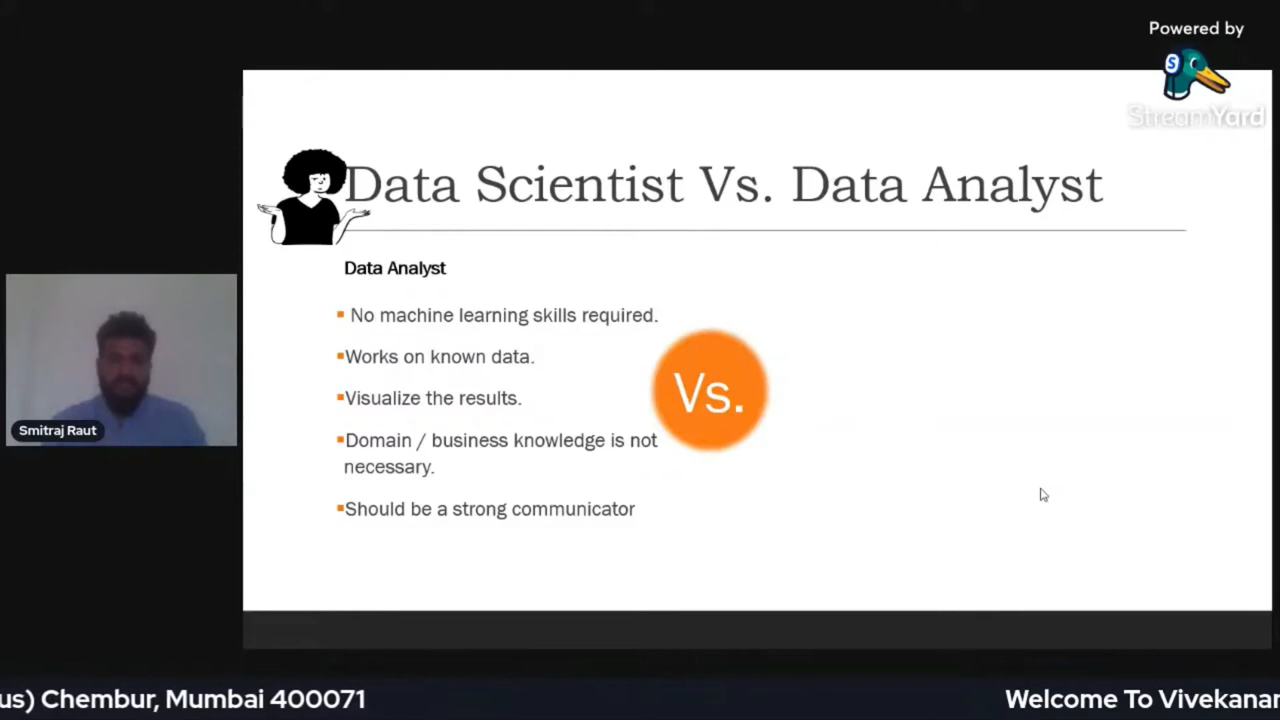 Powered by
StreamYard
Data Scientist Vs. Data Analyst
Data Analyst
▪ No machine learning skills required.
▪Works on known data.
▪Visualize the results.
▪Domain / business knowledge is not
necessary.
▪Should be a strong communicator
Vs.
Smitraj Raut
us) Chembur, Mumbai 400071
Welcome To Vivekanan